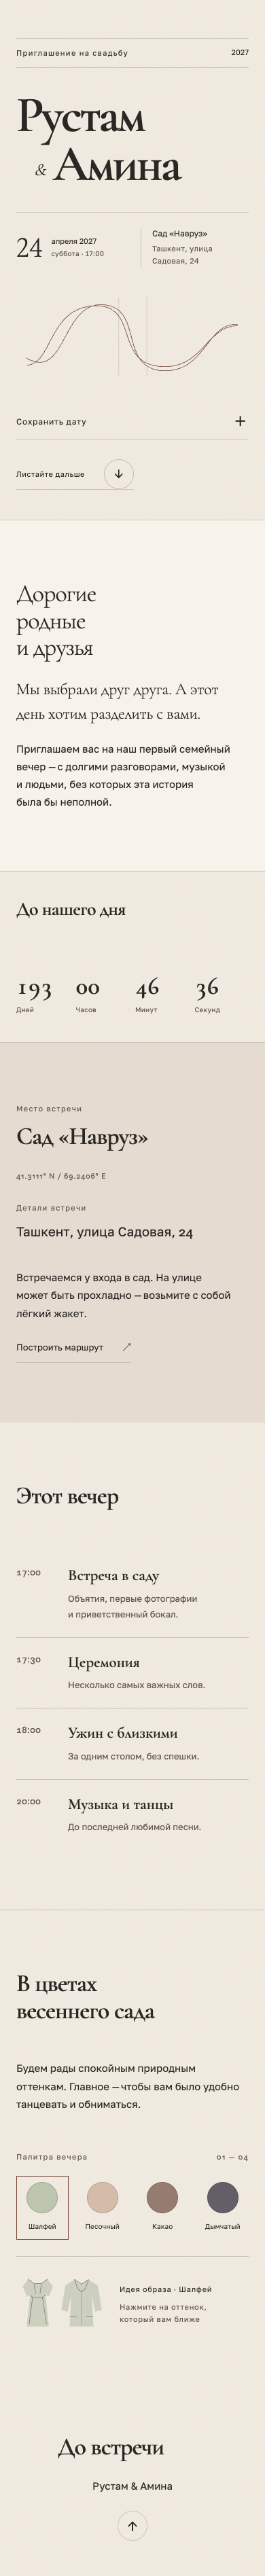 Приглашение на свадьбу
2027
Рустам
& Амина
24
апреля 2027
суббота · 17:00
Сад «Навруз»
Ташкент, улица
Садовая, 24
Сохранить дату
Листайте дальше
Дорогие
родные
и друзья
Мы выбрали друг друга. А этот
день хотим разделить с вами.
Приглашаем вас на наш первый семейный
вечер — с долгими разговорами, музыкой
и людьми, без которых эта история
была бы неполной.
До нашего дня
193 00 46 36
Дней Часов Минут Секунд
Место встречи
Сад «Навруз»
41.3111° N / 69.2406° E
Детали встречи
Ташкент, улица Садовая, 24
Встречаемся у входа в сад. На улице
может быть прохладно — возьмите с собой
лёгкий жакет.
Построить маршрут
Этот вечер
17:00
Встреча в саду
Объятия, первые фотографии
и приветственный бокал.
17:30
Церемония
Несколько самых важных слов.
18:00
Ужин с близкими
За одним столом, без спешки.
20:00
Музыка и танцы
До последней любимой песни.
В цветах
весеннего сада
Будем рады спокойным природным
оттенкам. Главное — чтобы вам было удобно
танцевать и обниматься.
Палитра вечера
01 — 04
Шалфей Песочный Какао Дымчатый
Идея образа · Шалфей
Нажмите на оттенок,
который вам ближе
До встречи
Рустам & Амина